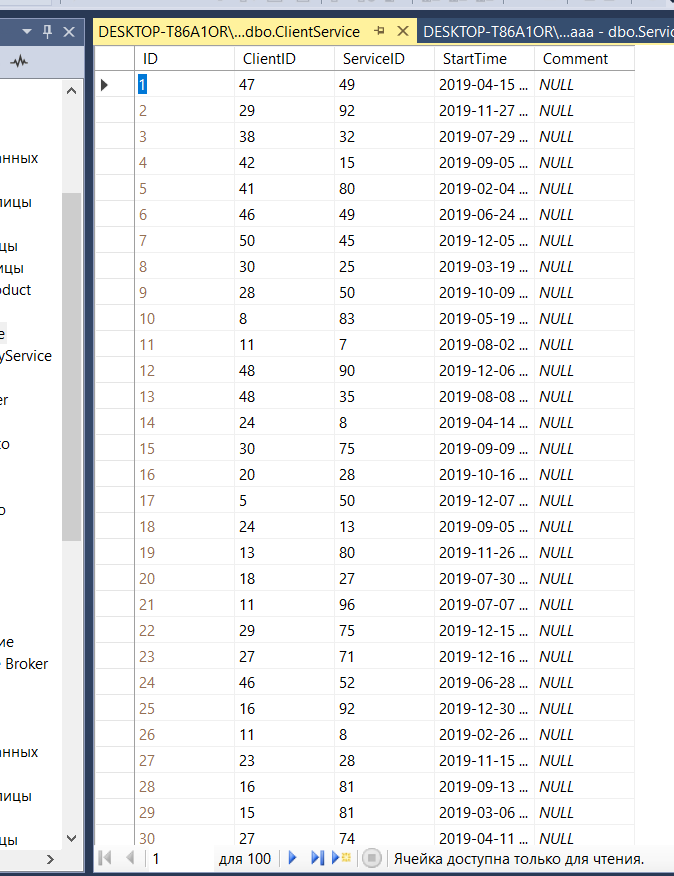 DESKTOP-T86A1OR\...dbo.ClientService DESKTOP-T86A1OR\...aaa - dbo.Servic
ID ClientID ServiceID StartTime Comment
1 47 49 2019-04-15 ... NULL
2 29 92 2019-11-27 ... NULL
3 38 32 2019-07-29 ... NULL
4 42 15 2019-09-05 ... NULL
5 41 80 2019-02-04 ... NULL
6 46 49 2019-06-24 ... NULL
7 50 45 2019-12-05 ... NULL
8 30 25 2019-03-19 ... NULL
9 28 50 2019-10-09 ... NULL
10 8 83 2019-05-19 ... NULL
11 11 7 2019-08-02 ... NULL
12 48 90 2019-12-06 ... NULL
13 48 35 2019-08-08 ... NULL
14 24 8 2019-04-14 ... NULL
15 30 75 2019-09-09 ... NULL
16 20 28 2019-10-16 ... NULL
17 5 50 2019-12-07 ... NULL
18 24 13 2019-09-05 ... NULL
19 13 80 2019-11-26 ... NULL
20 18 27 2019-07-30 ... NULL
21 11 96 2019-07-07 ... NULL
22 29 75 2019-12-15 ... NULL
23 27 71 2019-12-16 ... NULL
24 46 52 2019-06-28 ... NULL
25 16 92 2019-12-30 ... NULL
26 11 8 2019-02-26 ... NULL
27 23 28 2019-11-15 ... NULL
28 16 81 2019-09-13 ... NULL
29 15 81 2019-03-06 ... NULL
30 27 74 2019-04-11 ... NULL
1 для 100 Ячейка доступна только для чтения.
анных
лицы
цы
ицы
oduct
e
yService
er
to
o
ие
Broker
анных
лицы
цы